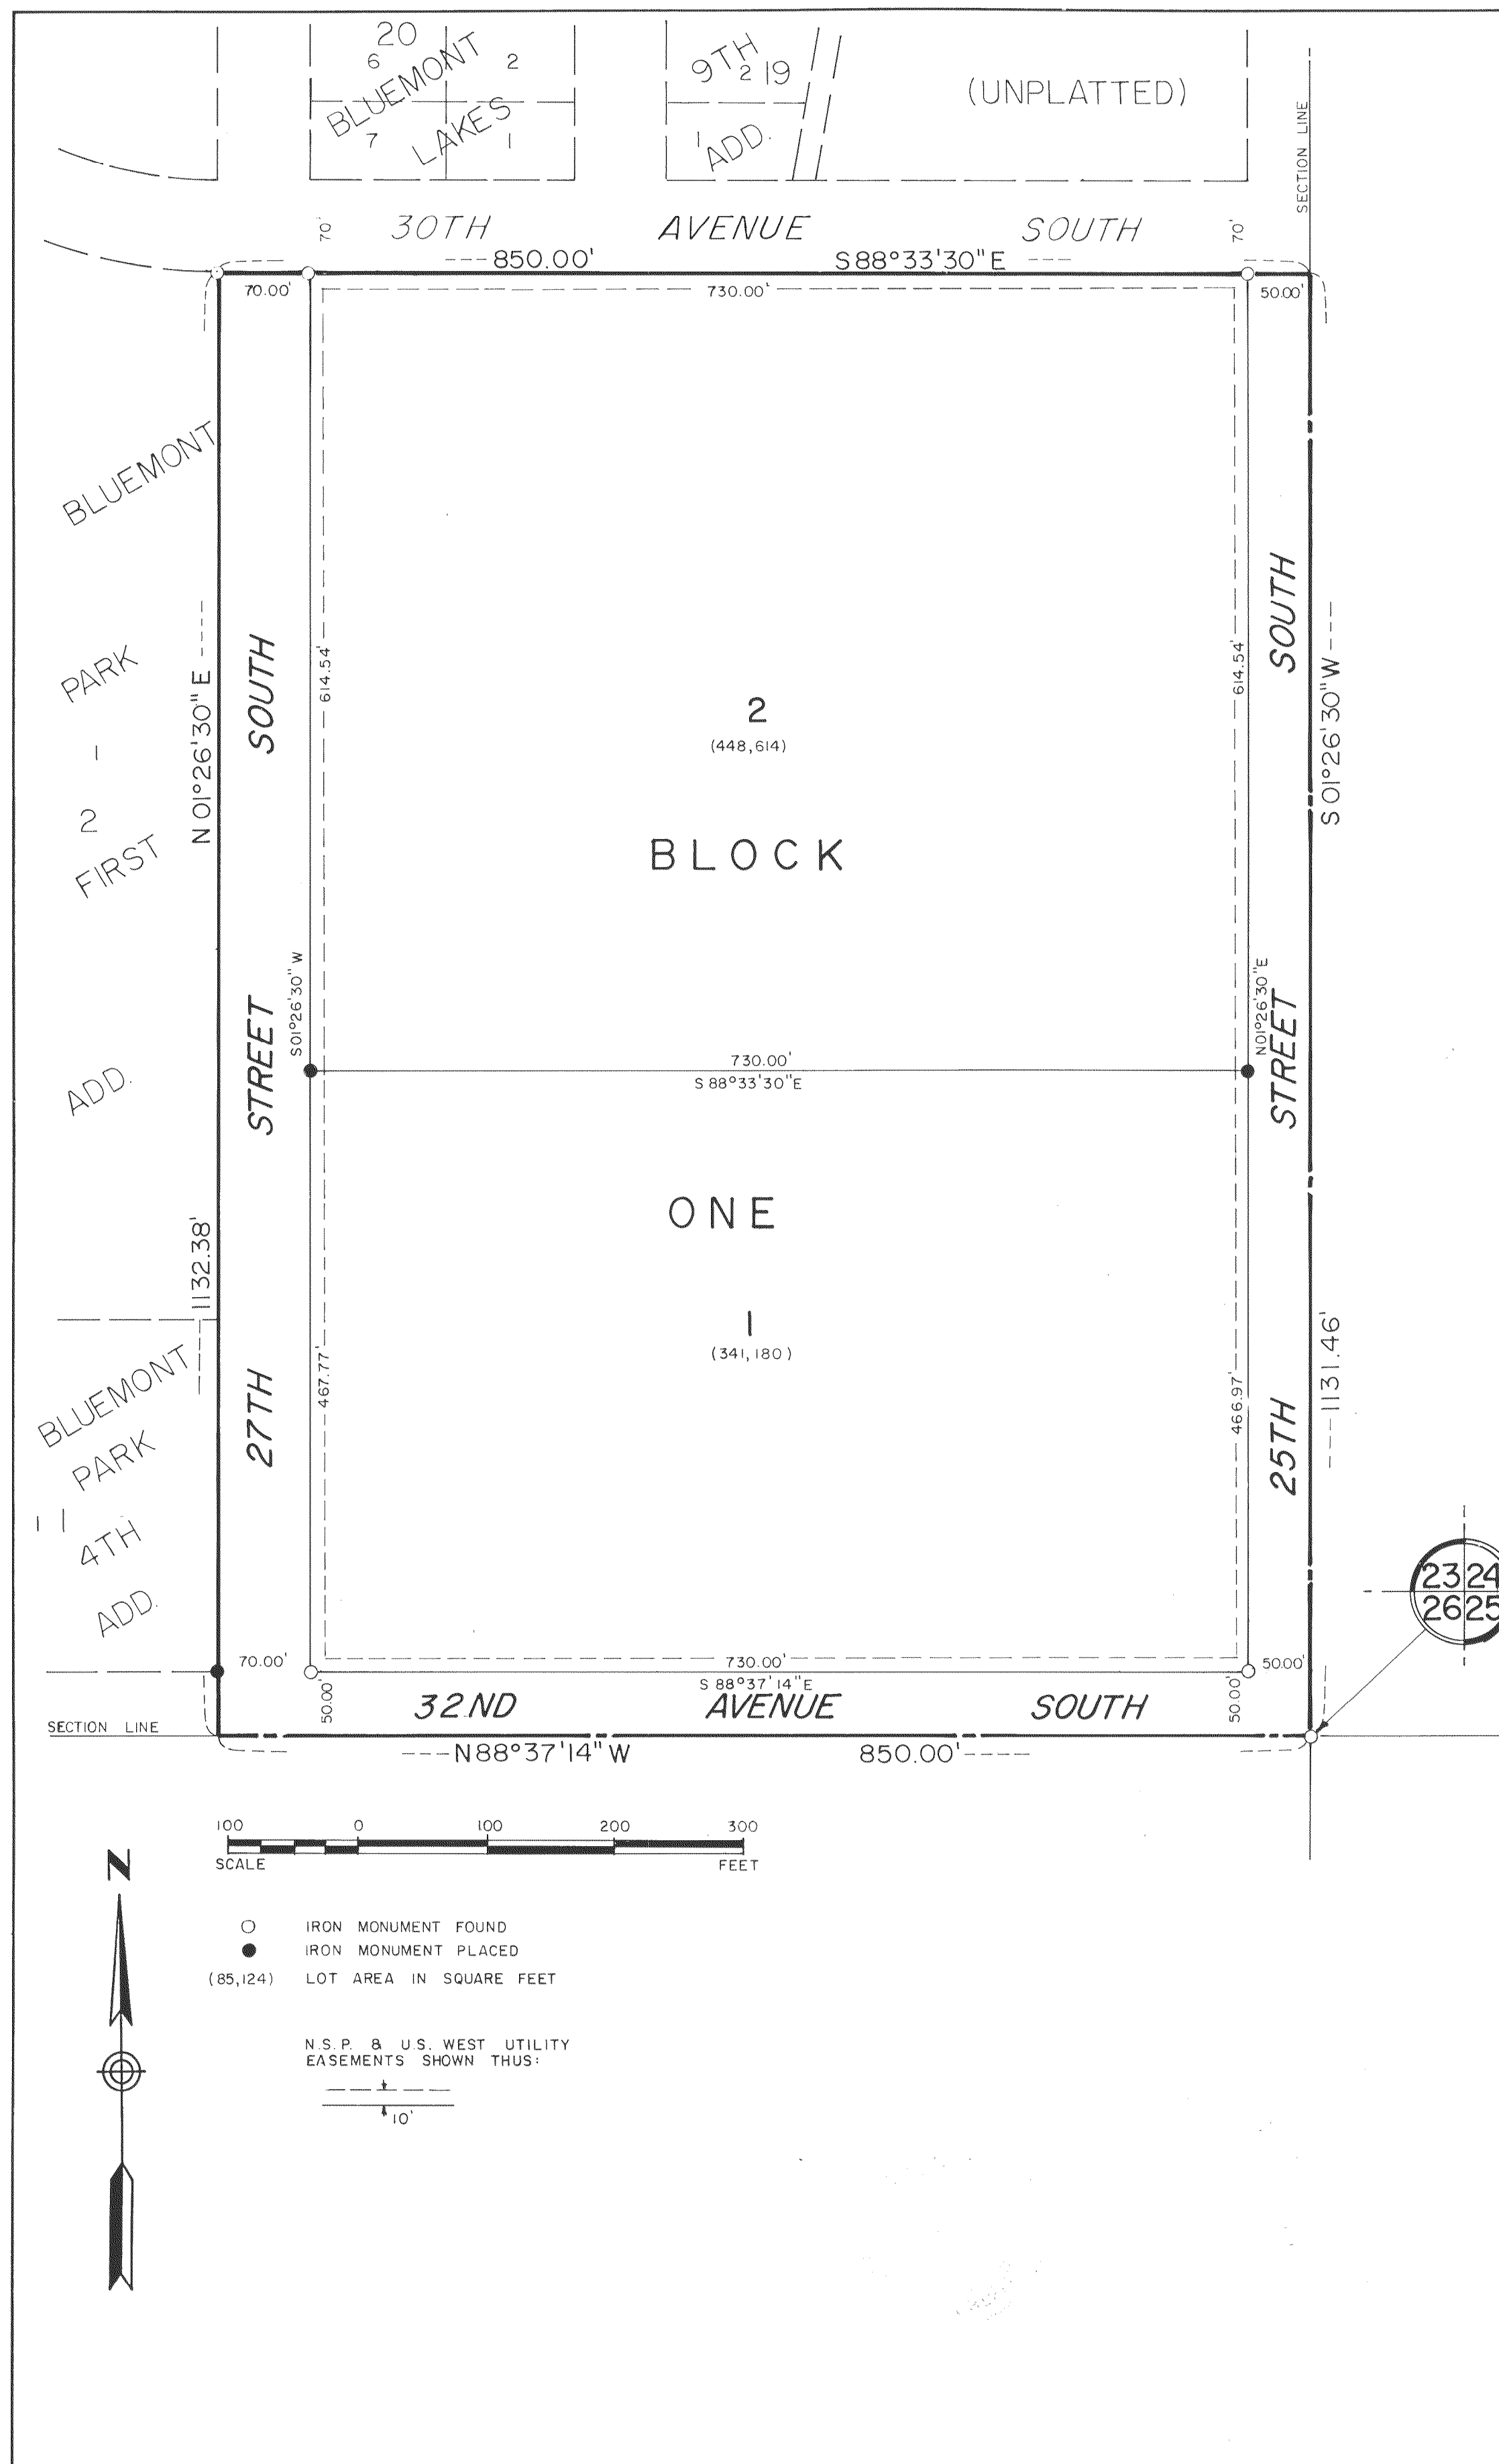 20
6
2
BLUEMONT
LAKES
7
1
9TH
2
19
1
ADD.
(UNPLATTED)
SECTION LINE
70'
30TH AVENUE SOUTH
70'
---850.00' S88°33'30"E ---
70.00'
730.00'
50.00'
BLUEMONT
PARK
1
2
FIRST
ADD.
N 01°26'30" E ----
1132.38'
SOUTH
STREET
27TH
614.54'
S01°26'30" W
467.77'
2
(448,614)
BLOCK
730.00'
S 88°33'30"E
ONE
1
(341,180)
614.54'
N01°26'30"E
466.97'
SOUTH
STREET
25TH
S 01°26'30"W ---
---1131.46'---
BLUEMONT
PARK
11
4TH
ADD.
23 24
26 25
70.00'
730.00'
50.00'
S 88°37'14"E
50.00'
32ND AVENUE SOUTH
50.00'
SECTION LINE
---N88°37'14"W 850.00'----
100 0 100 200 300
SCALE FEET
N
IRON MONUMENT FOUND
IRON MONUMENT PLACED
(85,124) LOT AREA IN SQUARE FEET
N.S.P. & U.S. WEST UTILITY
EASEMENTS SHOWN THUS:
10'